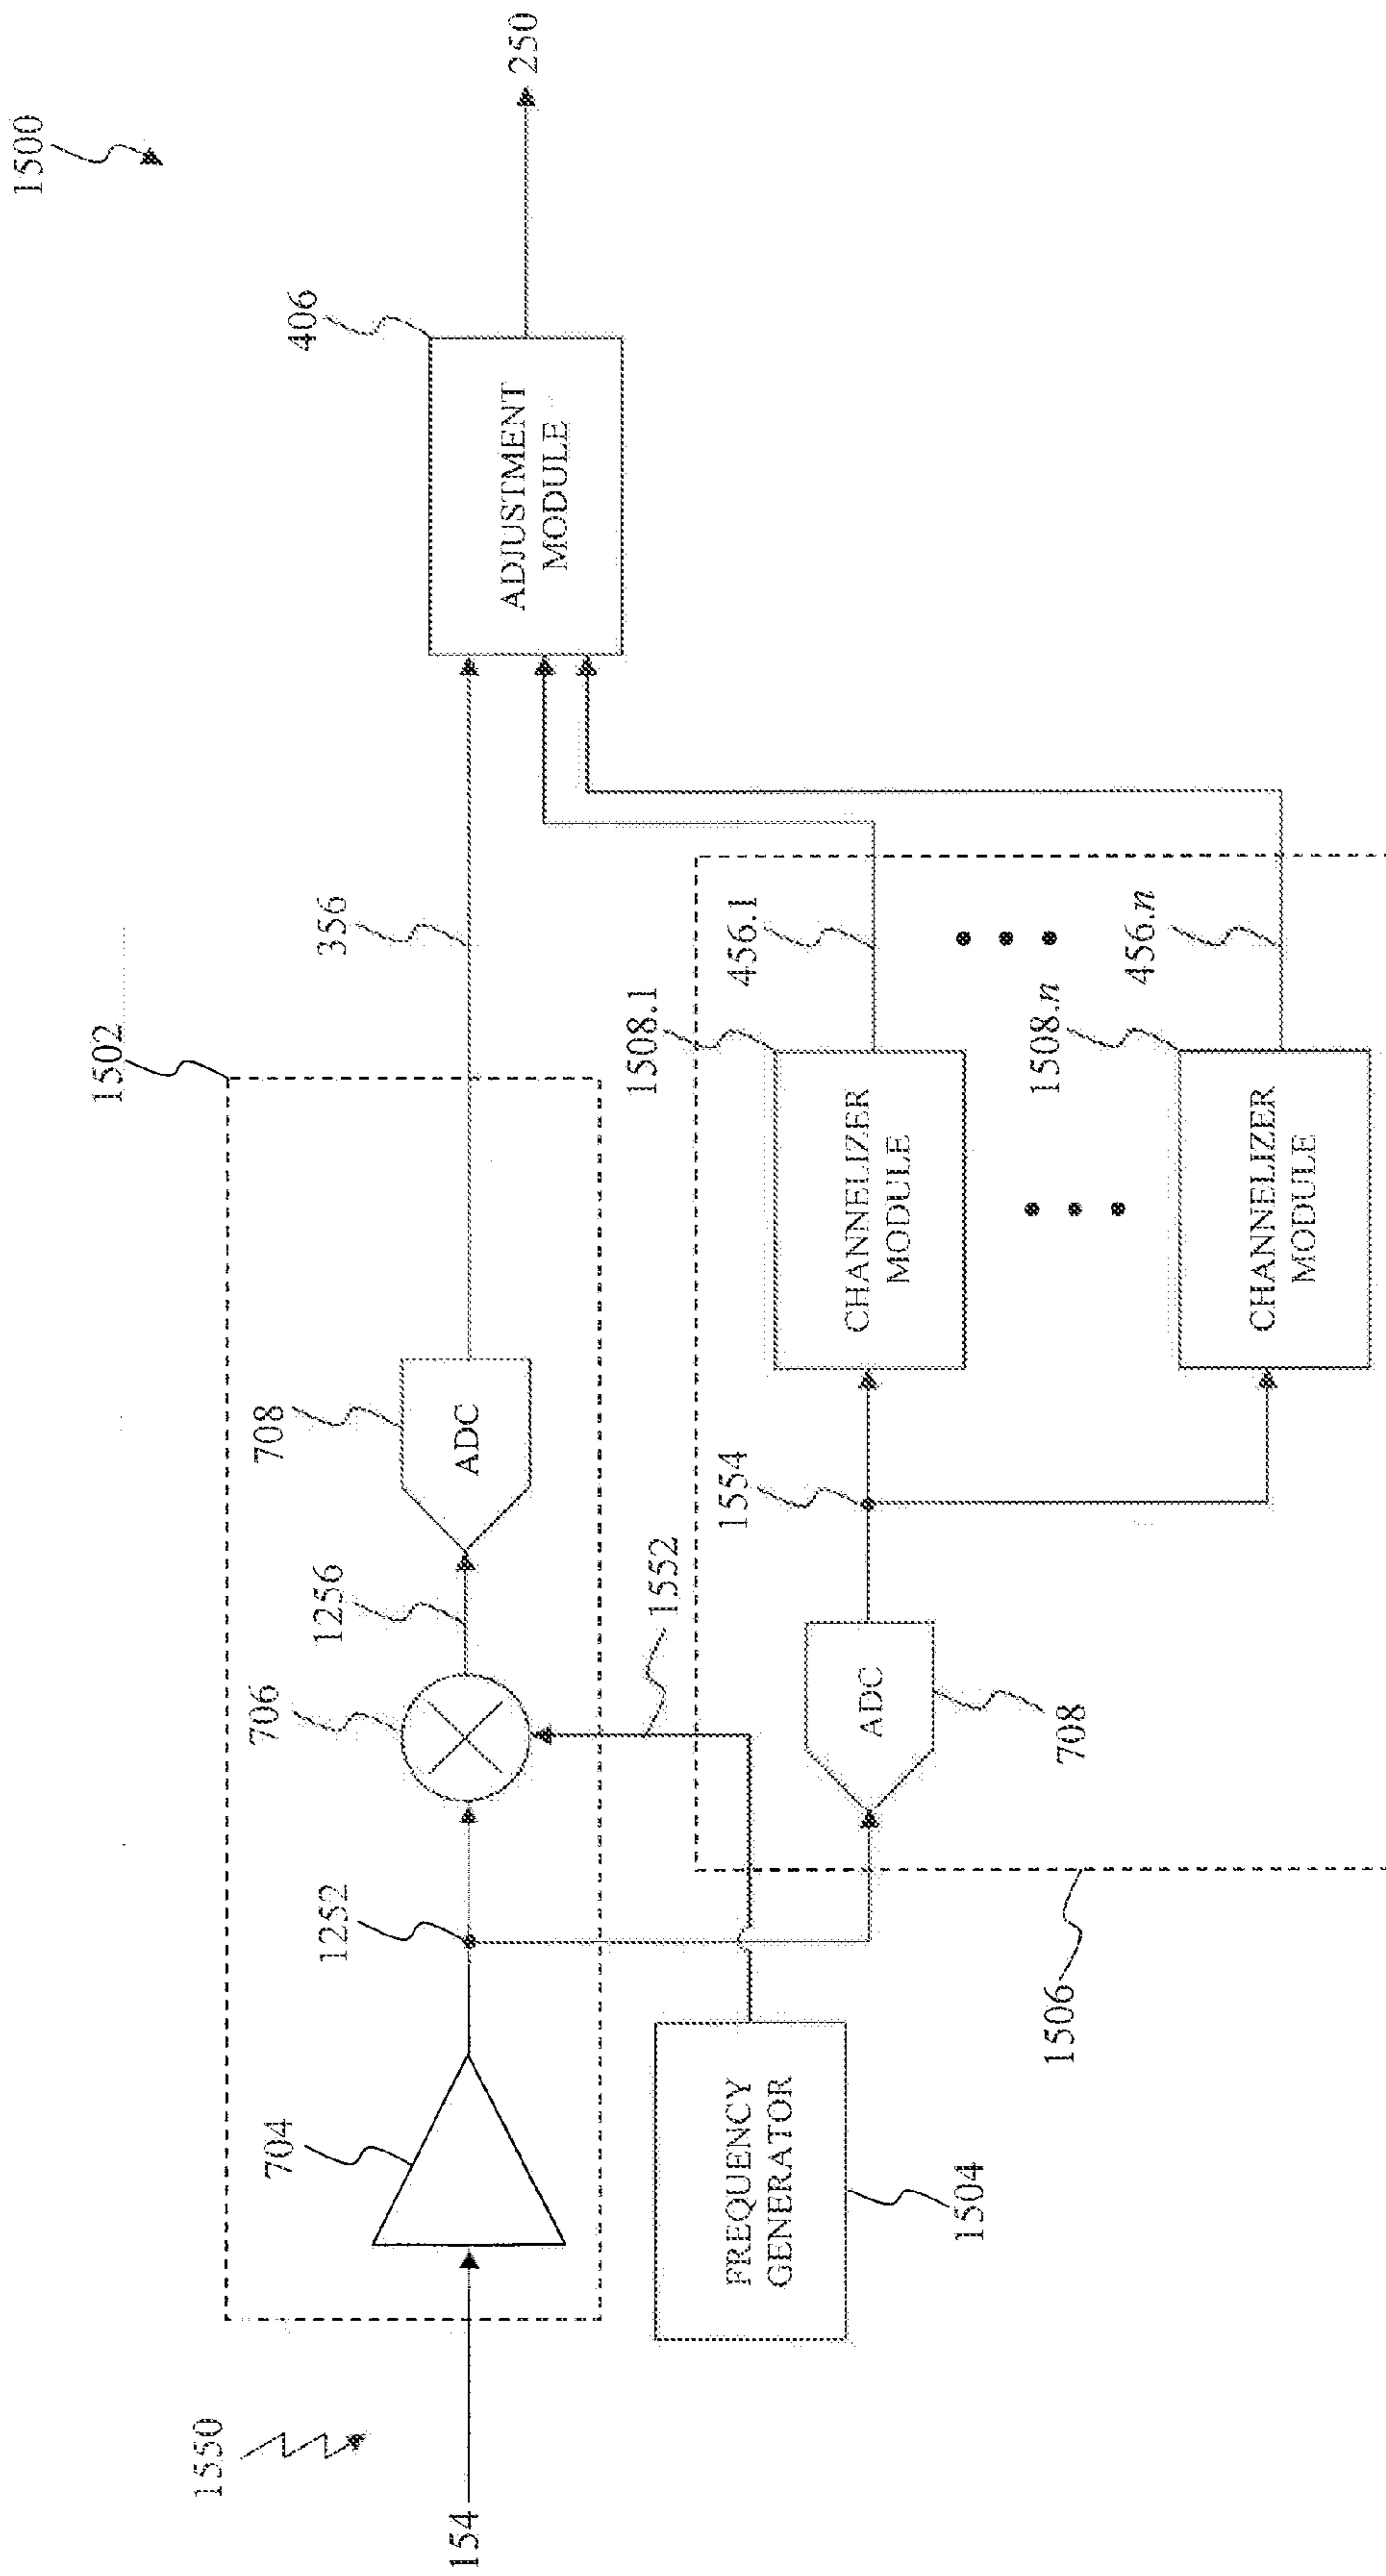 1500
250
406
ADJUSTMENT
MODULE
356
1502
456.1
1508.1
456.n
1508.n
CHANNELIZER
MODULE
CHANNELIZER
MODULE
708
ADC
1554
1256
1552
706
ADC
708
1252
1506
704
FREQUENCY
GENERATOR
1504
1550
154